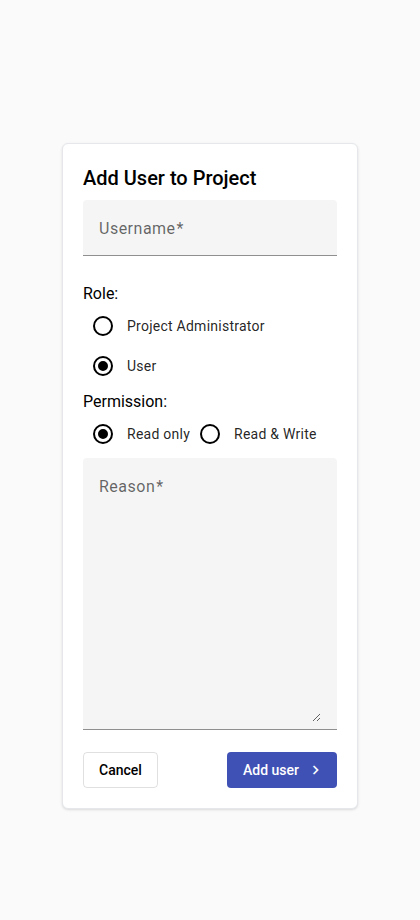 Add User to Project
Username*
Role:
Project Administrator
User
Permission:
Read only Read & Write
Reason*
Cancel Add user